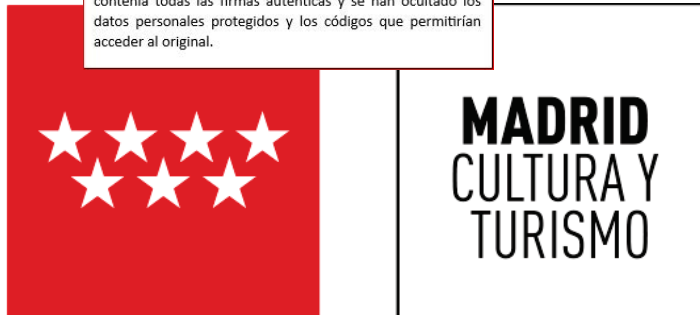 contenía todas las firmas auténticas y se han ocultado los
datos personales protegidos y los códigos que permitirían
acceder al original.
MADRID
CULTURA Y
TURISMO